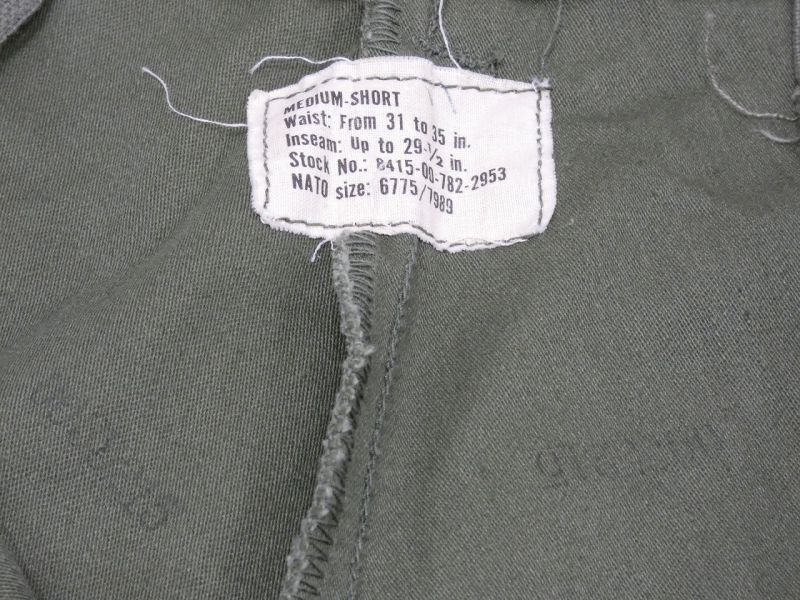 MEDIUM-SHORT
Waist: From 31 to 35 in.
Inseam: Up to 29-1/2 in.
Stock No.: 8415-00-782-2953
NATO size: 6775/7989